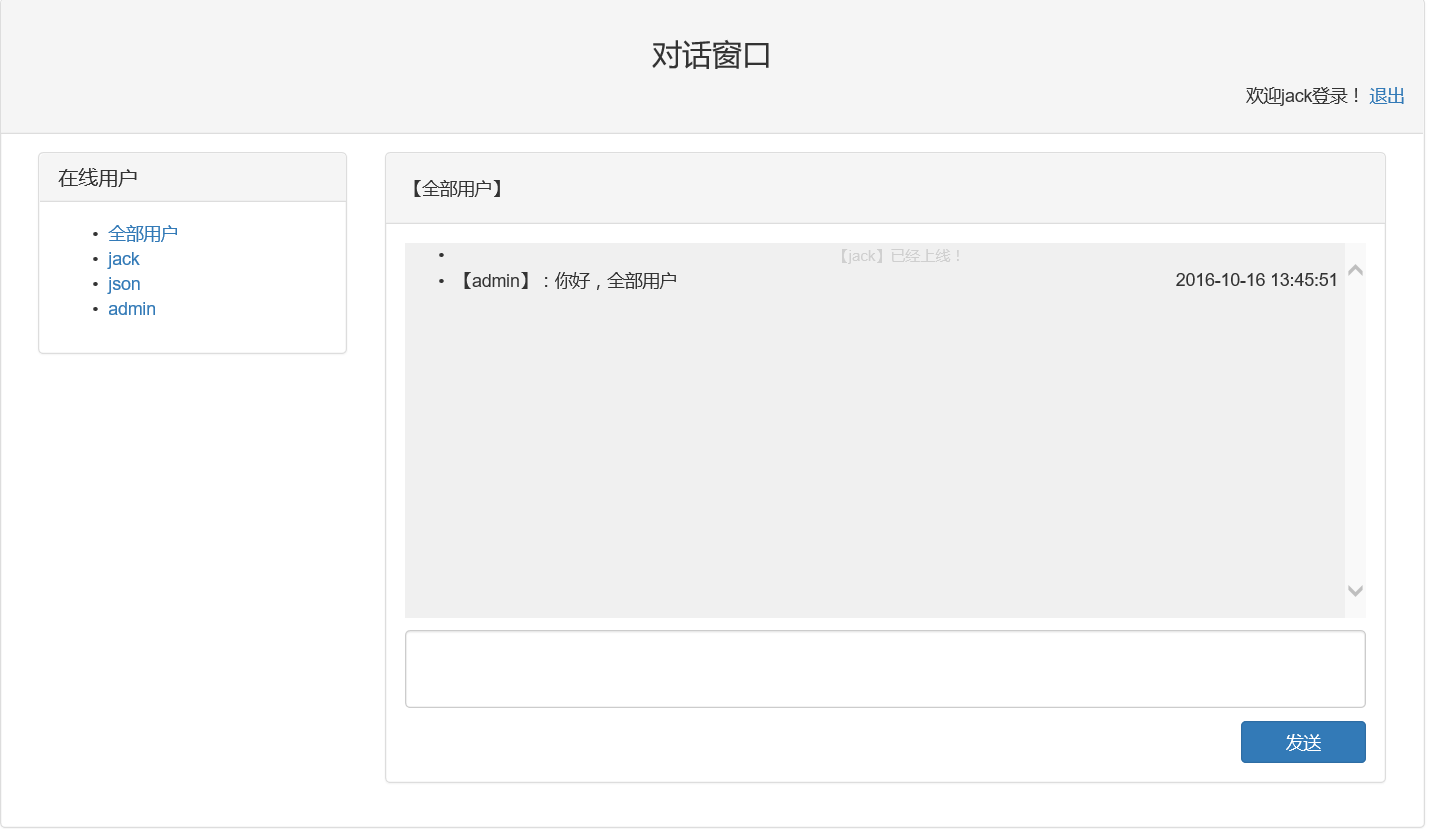 对话窗口
欢迎jack登录！ 退出
在线用户
• 全部用户
• jack
• json
• admin
【全部用户】
• 【jack】已经上线！
• 【admin】：你好，全部用户 2016-10-16 13:45:51
发送